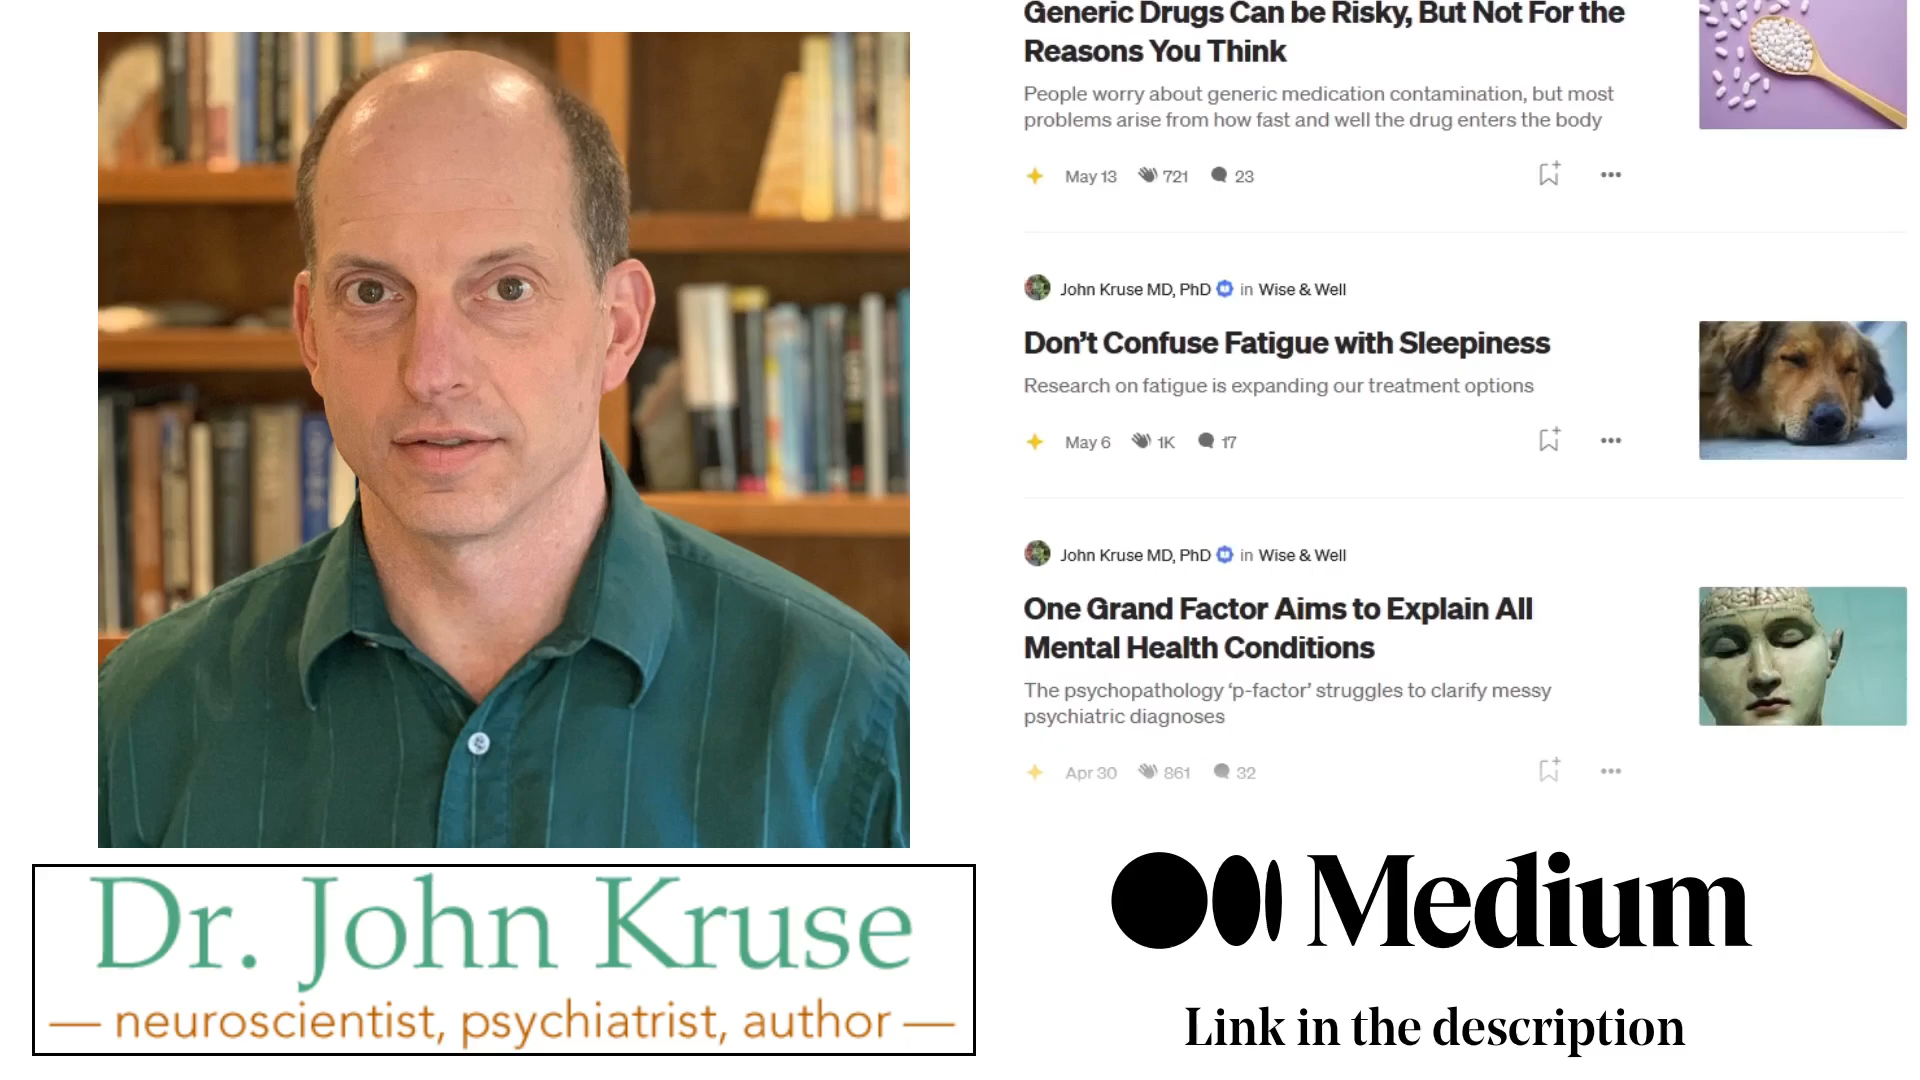 Generic Drugs Can be Risky, But Not For the
Reasons You Think
People worry about generic medication contamination, but most
problems arise from how fast and well the drug enters the body
May 13 721 23
John Kruse MD, PhD in Wise & Well
Don’t Confuse Fatigue with Sleepiness
Research on fatigue is expanding our treatment options
May 6 1K 17
John Kruse MD, PhD in Wise & Well
One Grand Factor Aims to Explain All
Mental Health Conditions
The psychopathology ‘p-factor’ struggles to clarify messy
psychiatric diagnoses
Apr 30 861 32
Dr. John Kruse
— neuroscientist, psychiatrist, author —
Medium
Link in the description